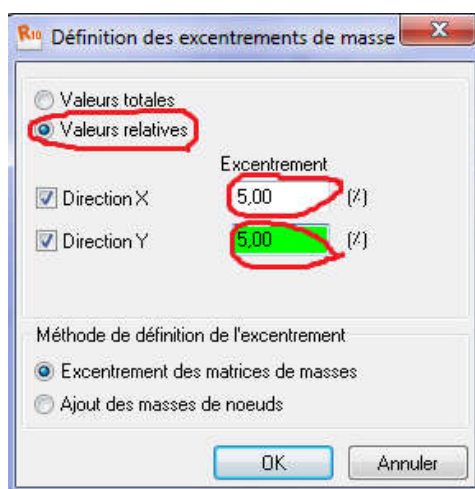 R10 Définition des excentrements de masse
Valeurs totales
Valeurs relatives
Excentrement
Direction X 5,00 (%)
Direction Y 5,00 (%)
Méthode de définition de l'excentrement
Excentrement des matrices de masses
Ajout des masses de noeuds
OK Annuler